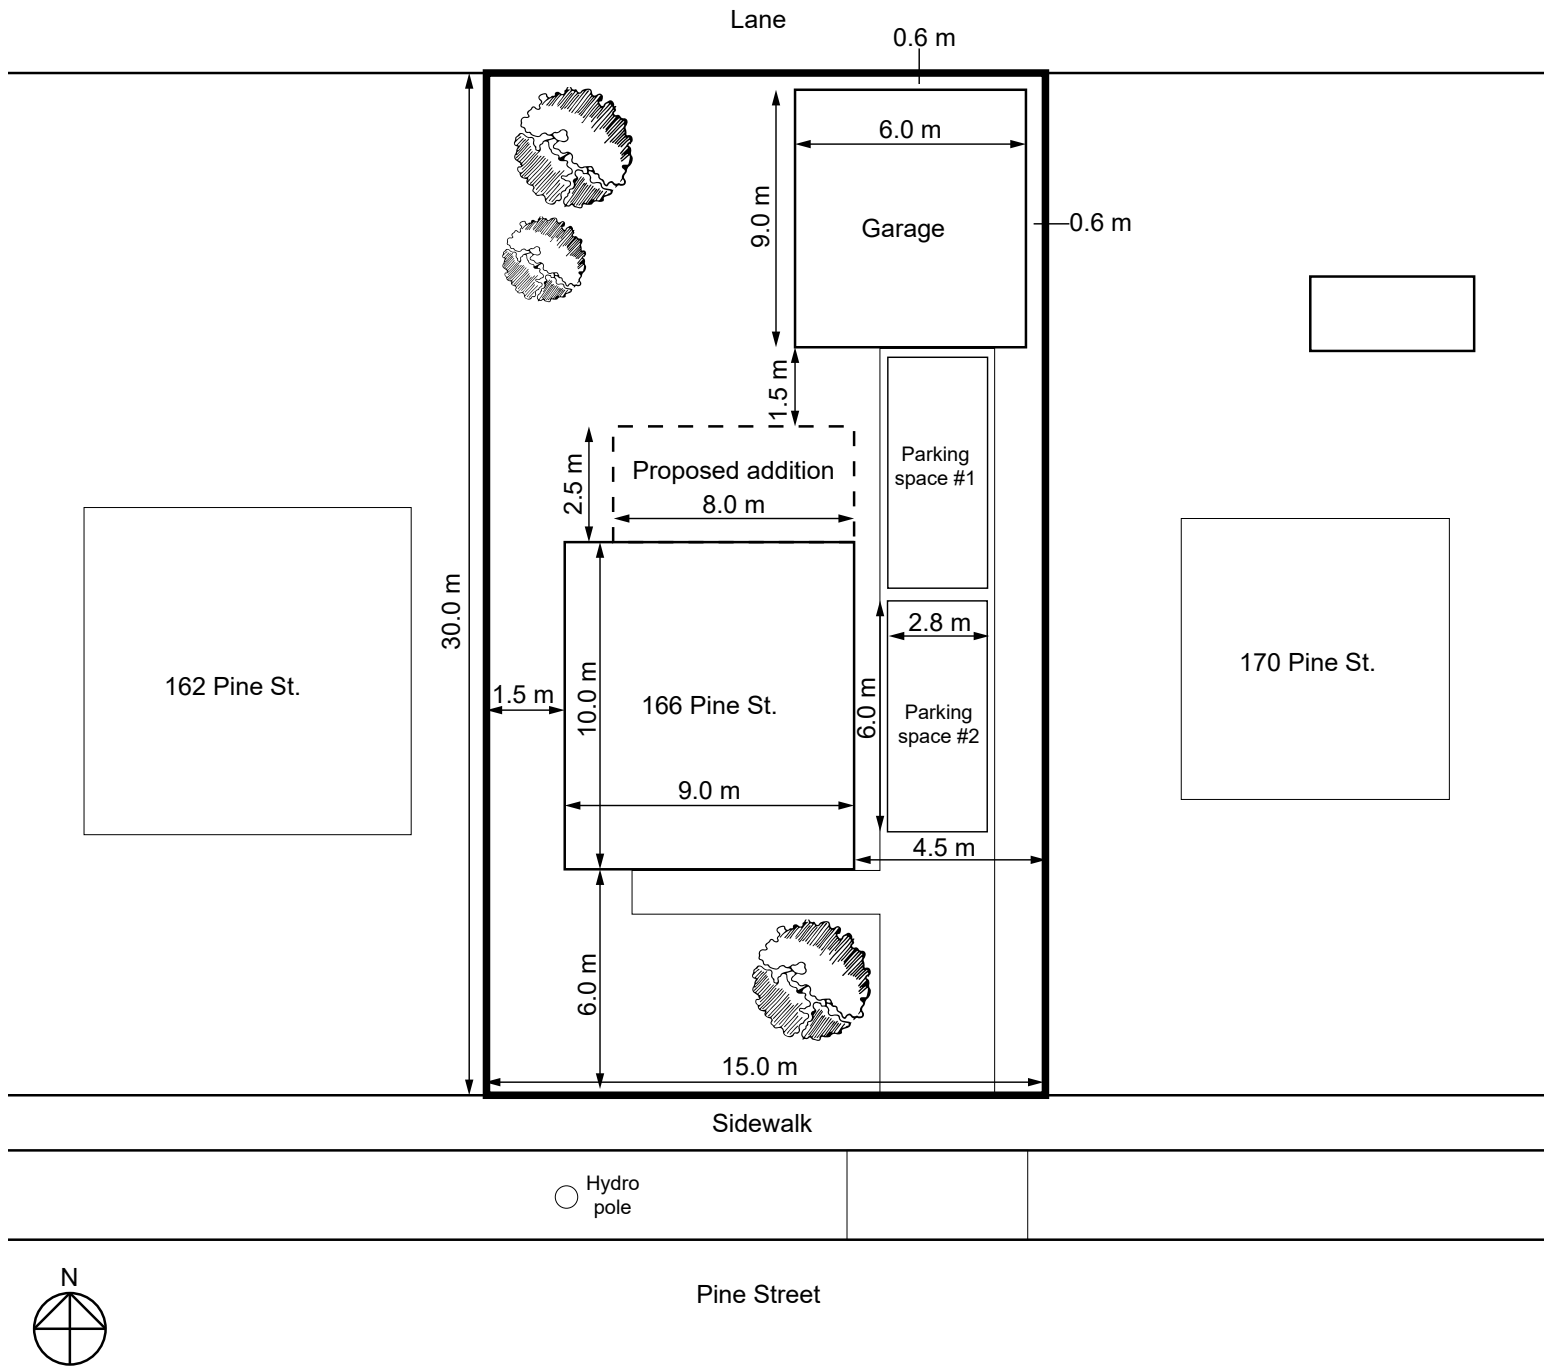 Lane
0.6 m
6.0 m
9.0 m
Garage
0.6 m
1.5 m
Proposed addition
8.0 m
2.5 m
Parking
space #1
30.0 m
162 Pine St.
1.5 m
10.0 m
166 Pine St.
9.0 m
6.0 m
2.8 m
Parking
space #2
4.5 m
170 Pine St.
6.0 m
15.0 m
Sidewalk
Hydro
pole
N
Pine Street